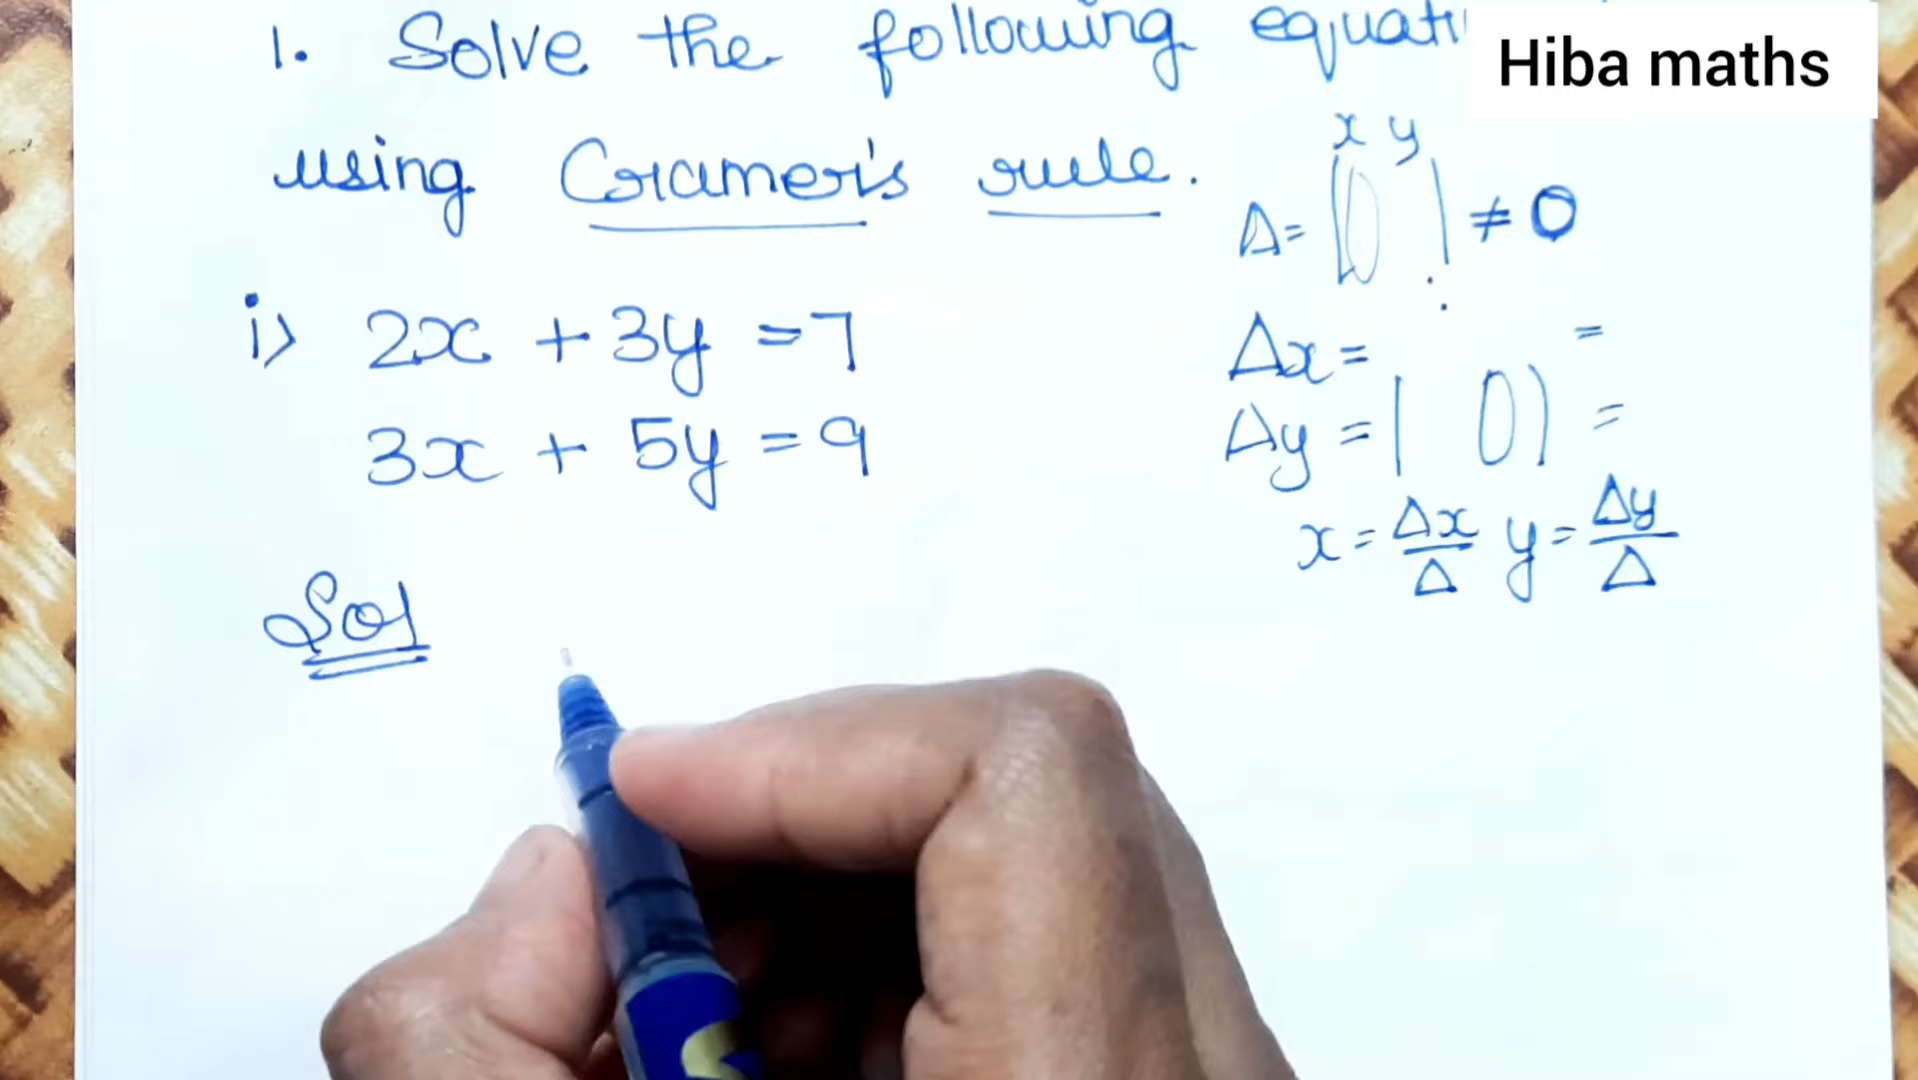 1. Solve the following equati
Hiba maths
using Cramer's rule.
x y
Δ = | | ≠ 0
i) 2x + 3y = 7
3x + 5y = 9
Δx = =
Δy = | | =
x = Δx/Δ y = Δy/Δ
Sol